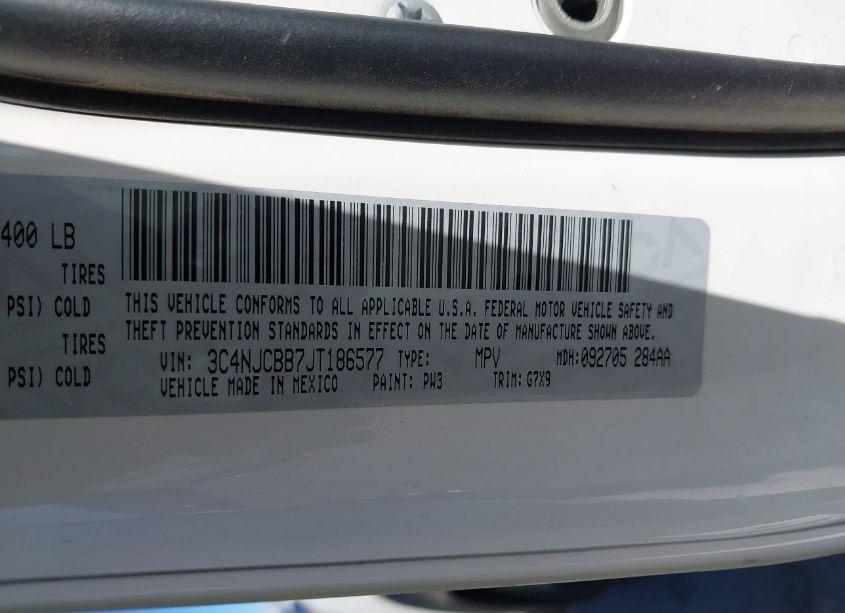 400 LB
TIRES
PSI) COLD
TIRES
PSI) COLD
THIS VEHICLE CONFORMS TO ALL APPLICABLE U.S.A. FEDERAL MOTOR VEHICLE SAFETY AND
THEFT PREVENTION STANDARDS IN EFFECT ON THE DATE OF MANUFACTURE SHOWN ABOVE.
VIN: 3C4NJCBB7JT186577 TYPE: MPV MDH:092705 284AA
VEHICLE MADE IN MEXICO PAINT: PW3 TRIM: G7X9